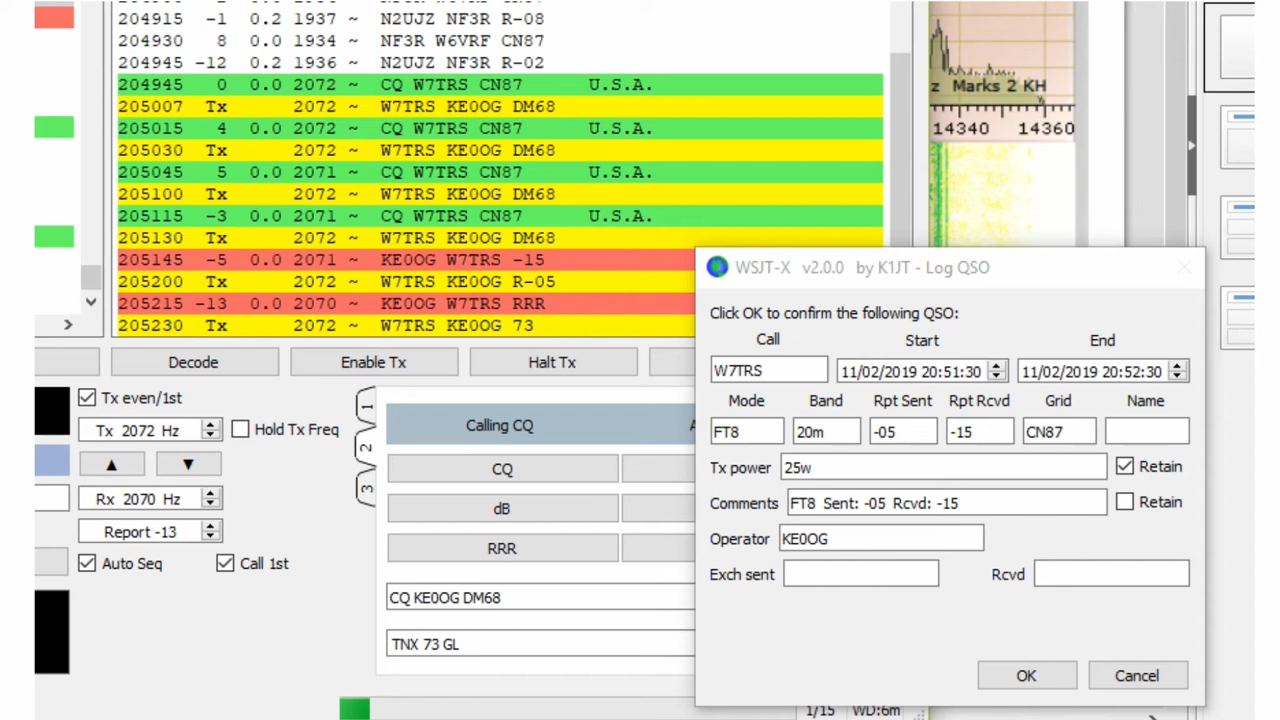 204915 -1 0.2 1937 ~ N2UJZ NF3R R-08
204930 8 0.0 1934 ~ NF3R W6VRF CN87
204945 -12 0.2 1936 ~ N2UJZ NF3R R-02
204945 0 0.0 2072 ~ CQ W7TRS CN87 U.S.A.
205007 Tx 2072 ~ W7TRS KE0OG DM68
205015 4 0.0 2072 ~ CQ W7TRS CN87 U.S.A.
205030 Tx 2072 ~ W7TRS KE0OG DM68
205045 5 0.0 2072 ~ CQ W7TRS CN87 U.S.A.
205100 Tx 2072 ~ W7TRS KE0OG DM68
205115 -3 0.0 2071 ~ CQ W7TRS CN87 U.S.A.
205130 Tx 2072 ~ W7TRS KE0OG DM68
205145 -5 0.0 2071 ~ KE0OG W7TRS -15
205200 Tx 2072 ~ W7TRS KE0OG R-05
205215 -13 0.0 2070 ~ KE0OG W7TRS RRR
205230 Tx 2072 ~ W7TRS KE0OG 73
z Marks 2 KH
14340 14360
Decode Enable Tx Halt Tx
Tx even/1st
Tx 2072 Hz Hold Tx Freq
▲ ▼
Rx 2070 Hz
Report -13
Auto Seq Call 1st
1
2
3
Calling CQ
CQ
dB
RRR
CQ KE0OG DM68
TNX 73 GL
1/15 WD:6m
WSJT-X v2.0.0 by K1JT - Log QSO
Click OK to confirm the following QSO:
Call Start End
W7TRS 11/02/2019 20:51:30 11/02/2019 20:52:30
Mode Band Rpt Sent Rpt Rcvd Grid Name
FT8 20m -05 -15 CN87
Tx power 25w Retain
Comments FT8 Sent: -05 Rcvd: -15 Retain
Operator KE0OG
Exch sent Rcvd
OK Cancel